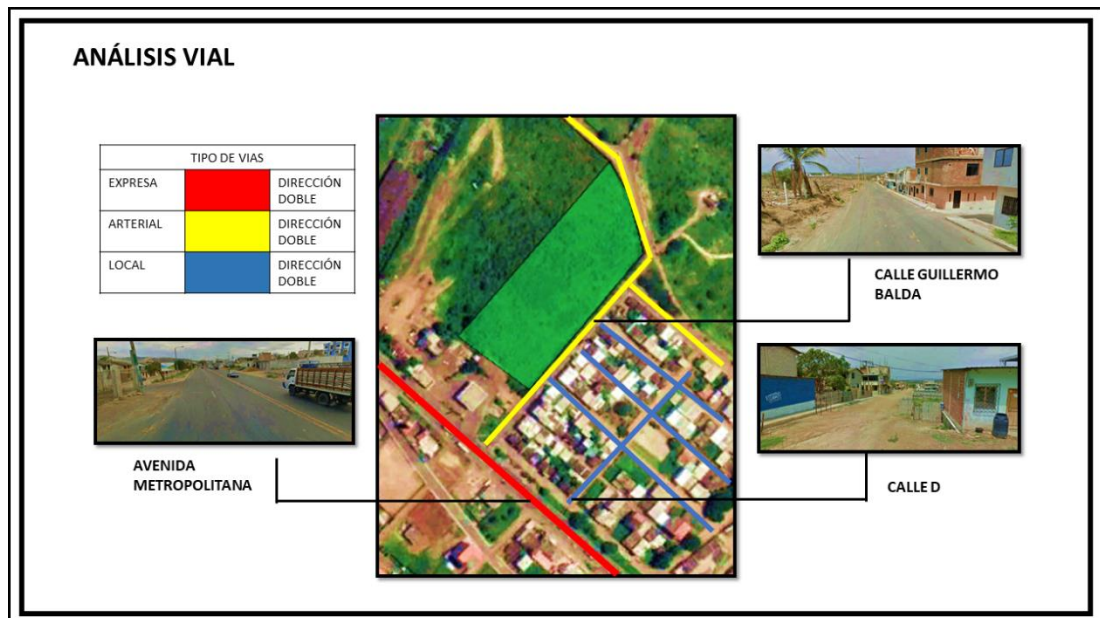 ANÁLISIS VIAL
TIPO DE VIAS
EXPRESA
DIRECCIÓN
DOBLE
ARTERIAL
DIRECCIÓN
DOBLE
LOCAL
DIRECCIÓN
DOBLE
CALLE GUILLERMO
BALDA
AVENIDA
METROPOLITANA
CALLE D